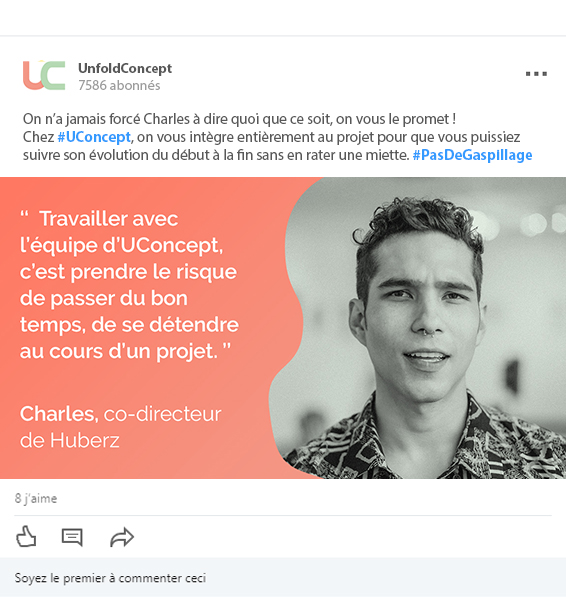 UC
UnfoldConcept
7586 abonnés
On n’a jamais forcé Charles à dire quoi que ce soit, on vous le promet !
Chez #UConcept, on vous intègre entièrement au projet pour que vous puissiez
suivre son évolution du début à la fin sans en rater une miette. #PasDeGaspillage
“ Travailler avec
l’équipe d’UConcept,
c’est prendre le risque
de passer du bon
temps, de se détendre
au cours d’un projet. ”
Charles, co-directeur
de Huberz
8 j’aime
Soyez le premier à commenter ceci